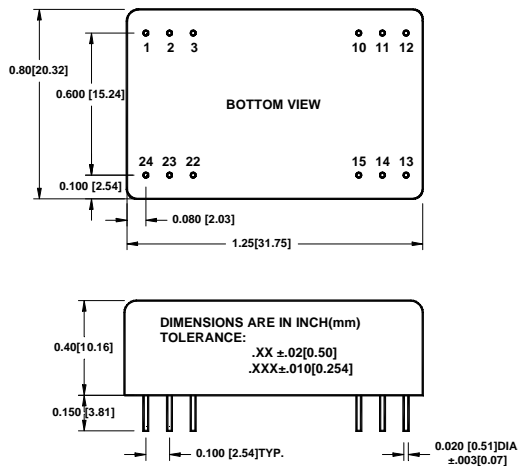 1 2 3 10 11 12
0.80[20.32]
0.600 [15.24]
BOTTOM VIEW
24 23 22 15 14 13
0.100 [2.54]
0.080 [2.03]
1.25[31.75]
DIMENSIONS ARE IN INCH(mm)
TOLERANCE:
.XX ±.02[0.50]
.XXX±.010[0.254]
0.40[10.16]
0.150 [3.81]
0.100 [2.54]TYP.
0.020 [0.51]DIA
±.003[0.07]